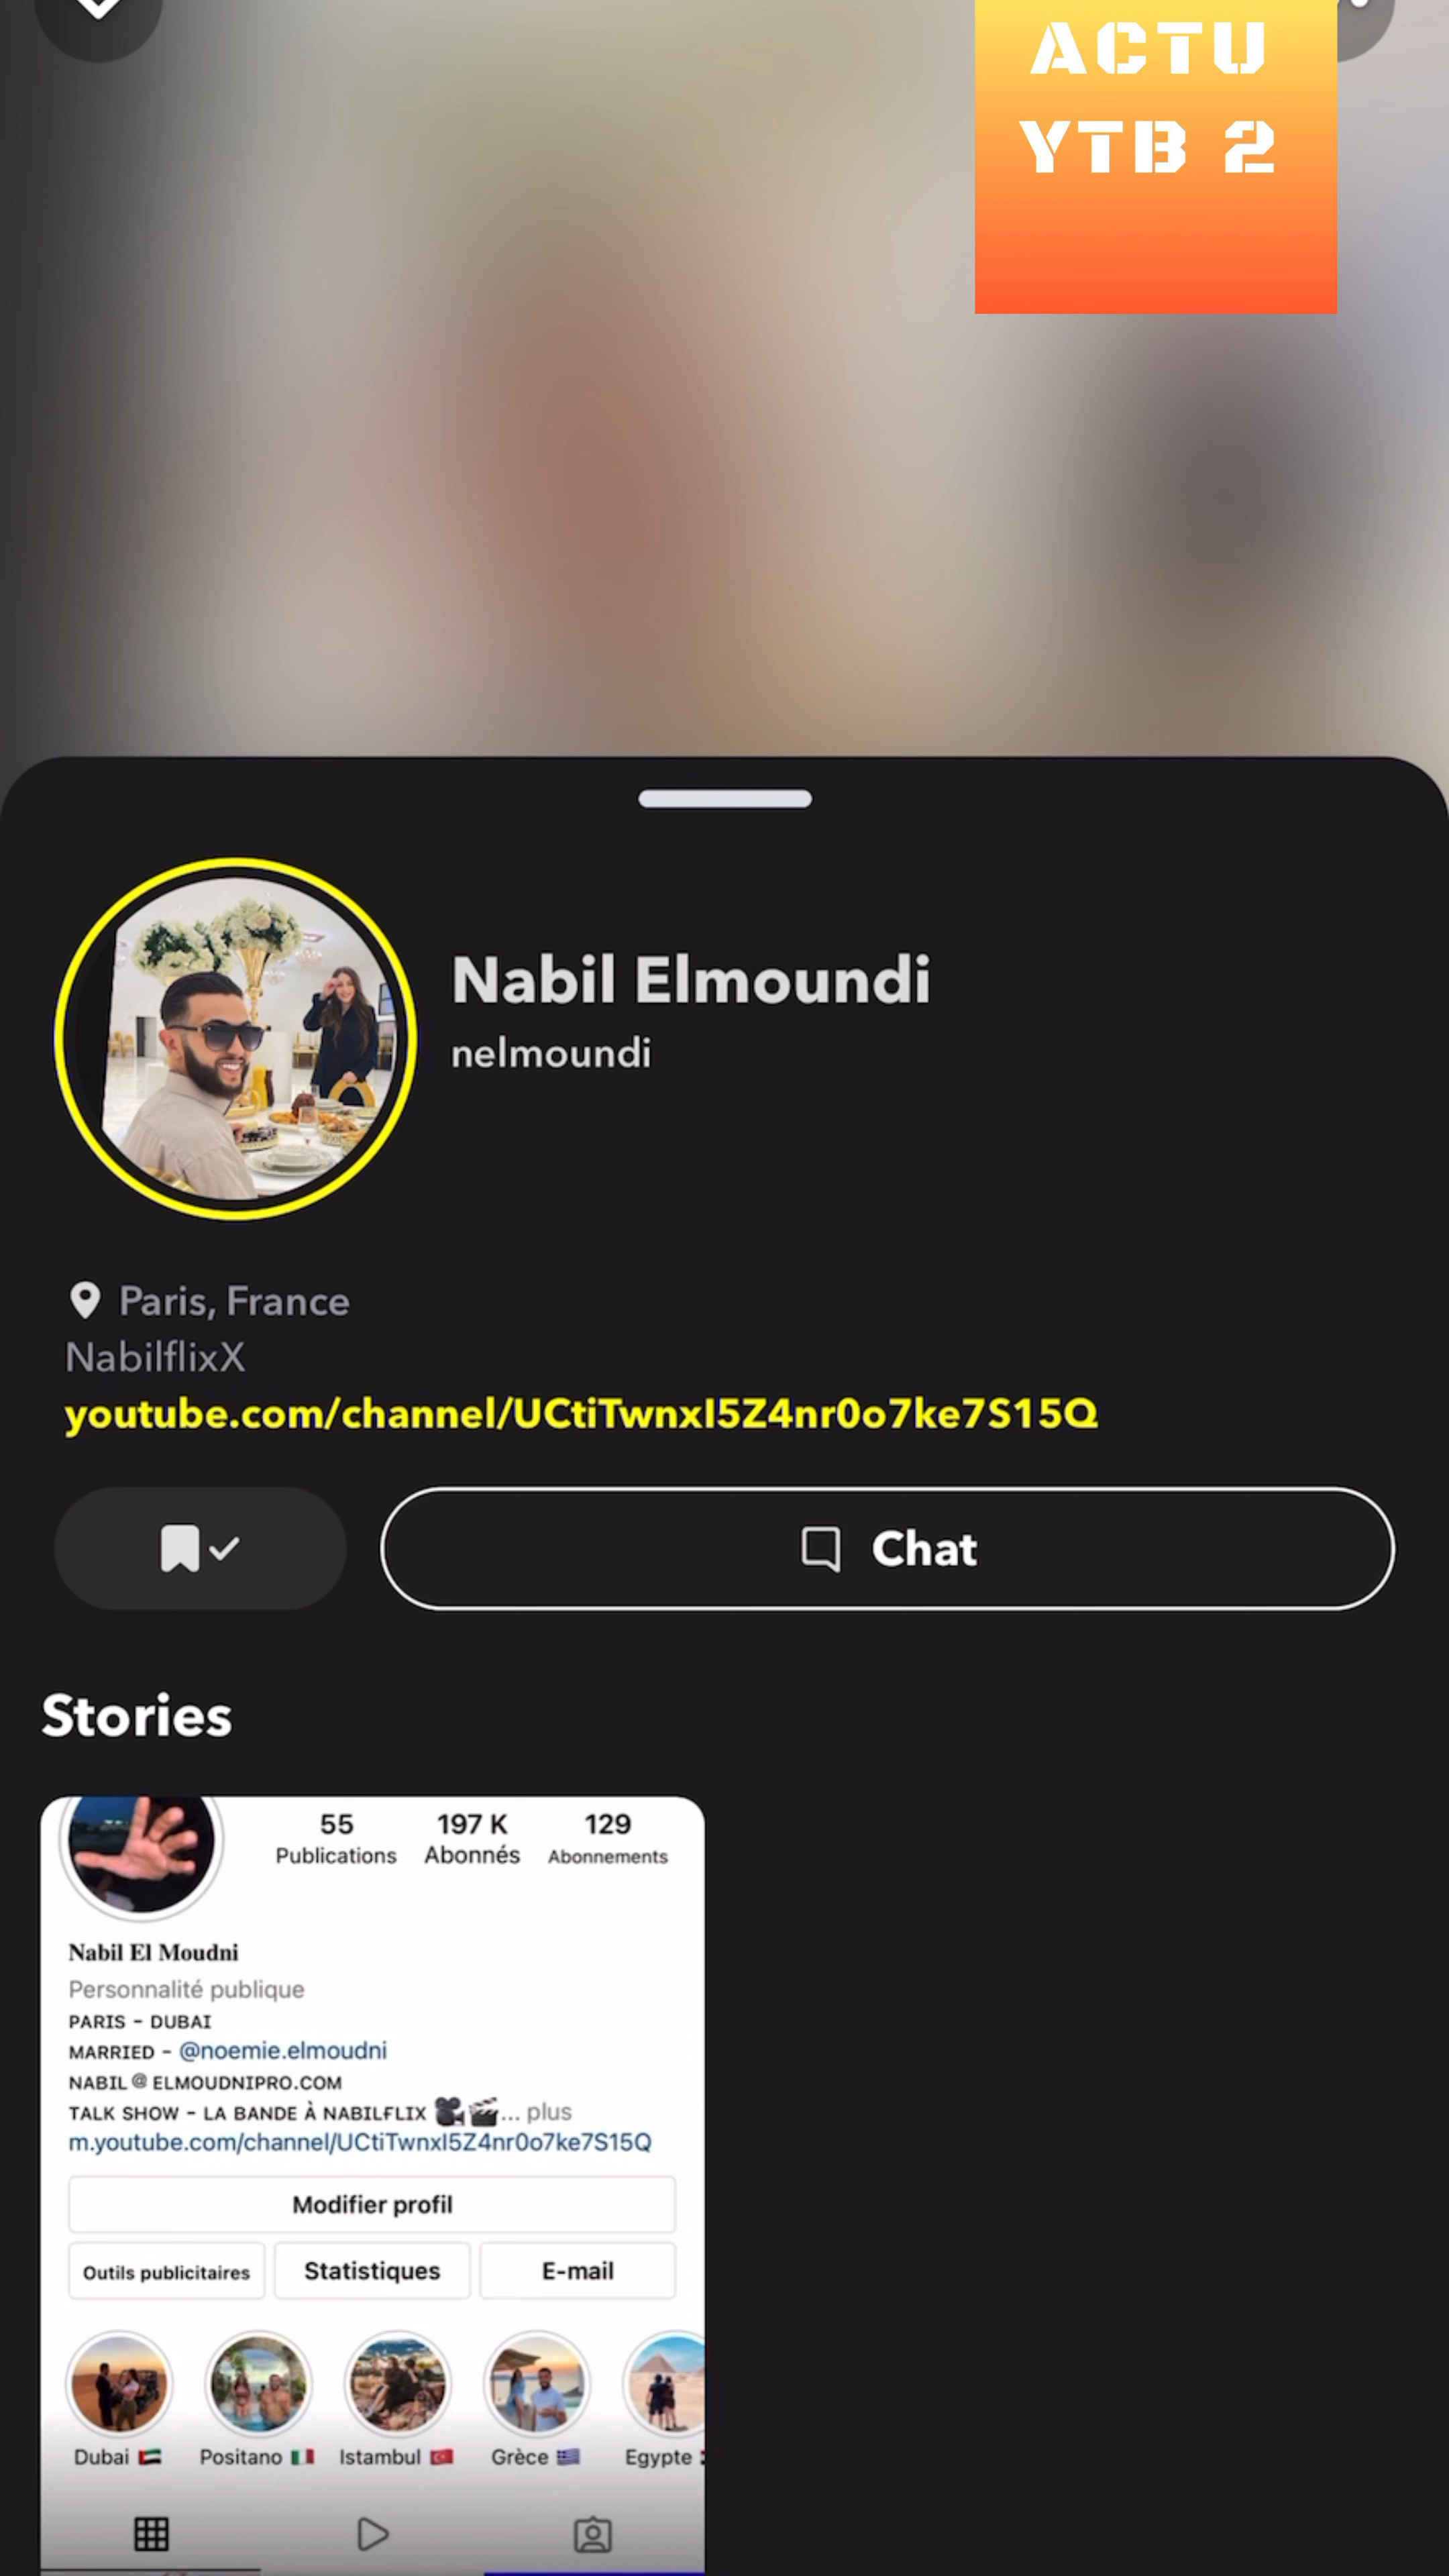 ACTU
YTB 2
Nabil Elmoundi
nelmoundi
Paris, France
NabilflixX
youtube.com/channel/UCtiTwnxI5Z4nr0o7ke7S15Q
Chat
Stories
55 197 K 129
Publications Abonnés Abonnements
Nabil El Moudni
Personnalité publique
PARIS - DUBAI
MARRIED - @noemie.elmoudni
NABIL@ELMOUDNIPRO.COM
TALK SHOW - LA BANDE À NABILFLIX 🎥🎬... plus
m.youtube.com/channel/UCtiTwnxI5Z4nr0o7ke7S15Q
Modifier profil
Outils publicitaires Statistiques E-mail
Dubai 🇦🇪 Positano 🇮🇹 Istambul 🇹🇷 Grèce 🇬🇷 Egypte